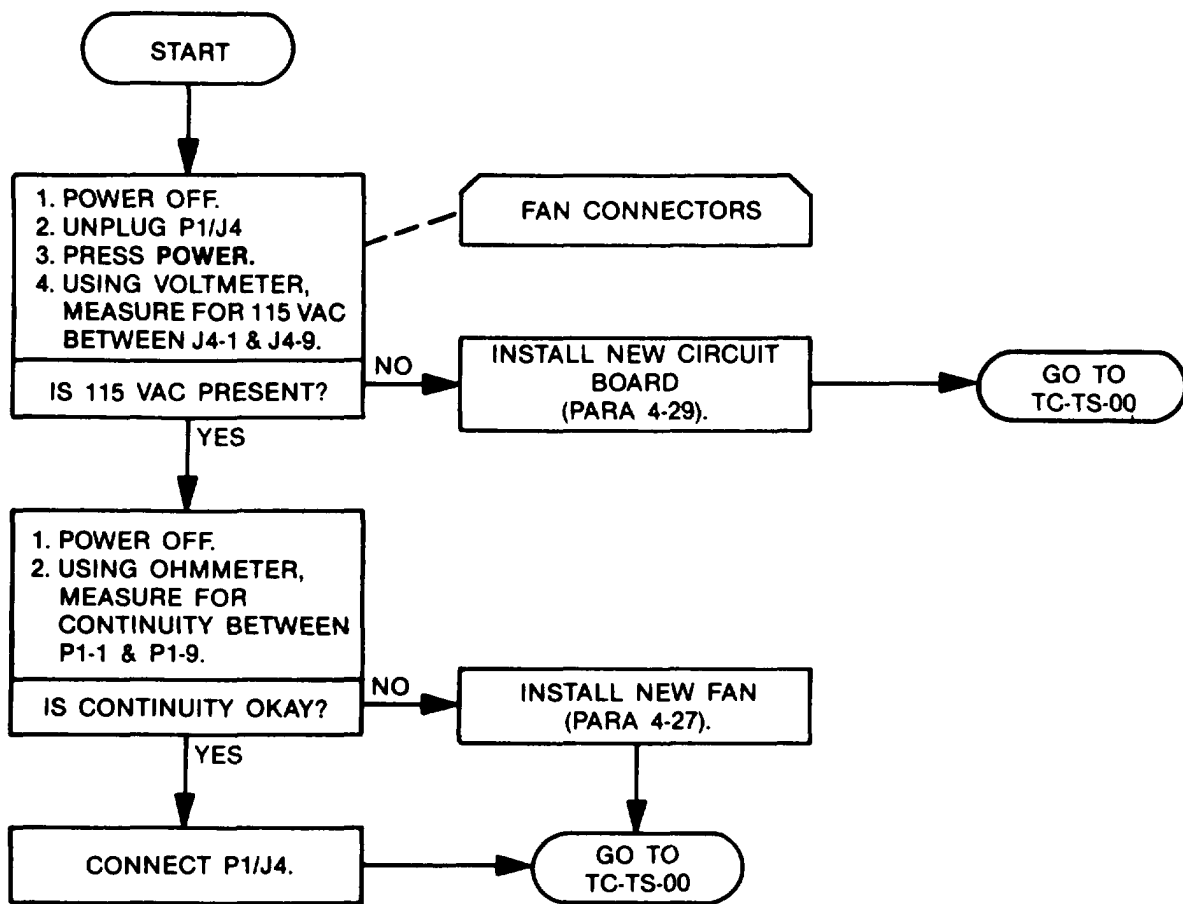 START
1. POWER OFF.
2. UNPLUG P1/J4
3. PRESS POWER.
4. USING VOLTMETER,
MEASURE FOR 115 VAC
BETWEEN J4-1 & J4-9.
FAN CONNECTORS
IS 115 VAC PRESENT?
NO
INSTALL NEW CIRCUIT
BOARD
(PARA 4-29).
GO TO
TC-TS-00
YES
1. POWER OFF.
2. USING OHMMETER,
MEASURE FOR
CONTINUITY BETWEEN
P1-1 & P1-9.
IS CONTINUITY OKAY?
NO
INSTALL NEW FAN
(PARA 4-27).
YES
CONNECT P1/J4.
GO TO
TC-TS-00